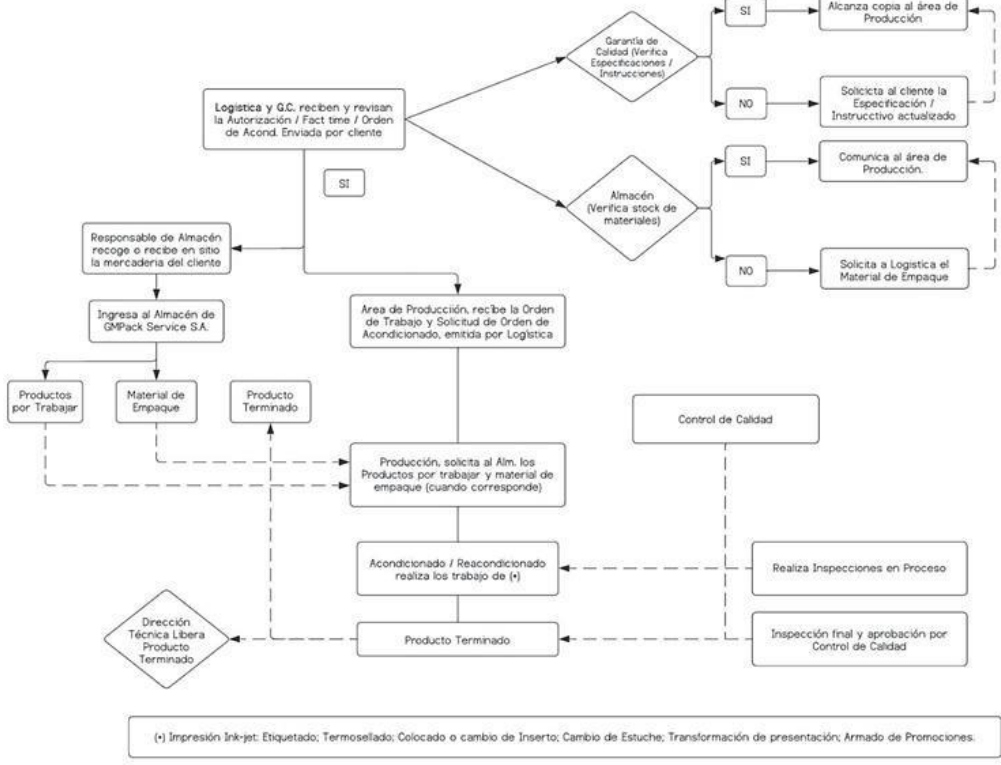 SI
Alcanza copia al área de
Producción
Garantía de
Calidad (Verifica
Especificaciones /
Instrucciones)
NO
Solicicta al cliente la
Especificación /
Instrucctivo actualizado
Logística y G.C. reciben y revisan
la Autorización / Fact time / Orden
de Acond. Enviada por cliente
SI
SI
Comunica al área de
Producción.
Almacén
(Verifica stock de
materiales)
NO
Solicita a Logistica el
Material de Empaque
Responsable de Almacén
recoge o recibe en sitio
la mercaderia del cliente
Ingresa al Almacén de
GMPack Service S.A.
Area de Producciión, recibe la Orden
de Trabajo y Solicitud de Orden de
Acondicionado, emitida por Logística
Productos
por Trabajar
Material de
Empaque
Producto
Terminado
Control de Calidad
Producción, solicita al Alm. los
Productos por trabajar y material de
empaque (cuando corresponde)
Acondicionado / Reacondicionado
realiza los trabajo de (•)
Realiza Inspecciones en Proceso
Dirección
Técnica Libera
Producto
Terminado
Producto Terminado
Inspección final y aprobación por
Control de Calidad
(•) Impresión Ink-jet: Etiquetado; Termosellado; Colocado o cambio de Inserto; Cambio de Estuche; Transformación de presentación; Armado de Promociones.